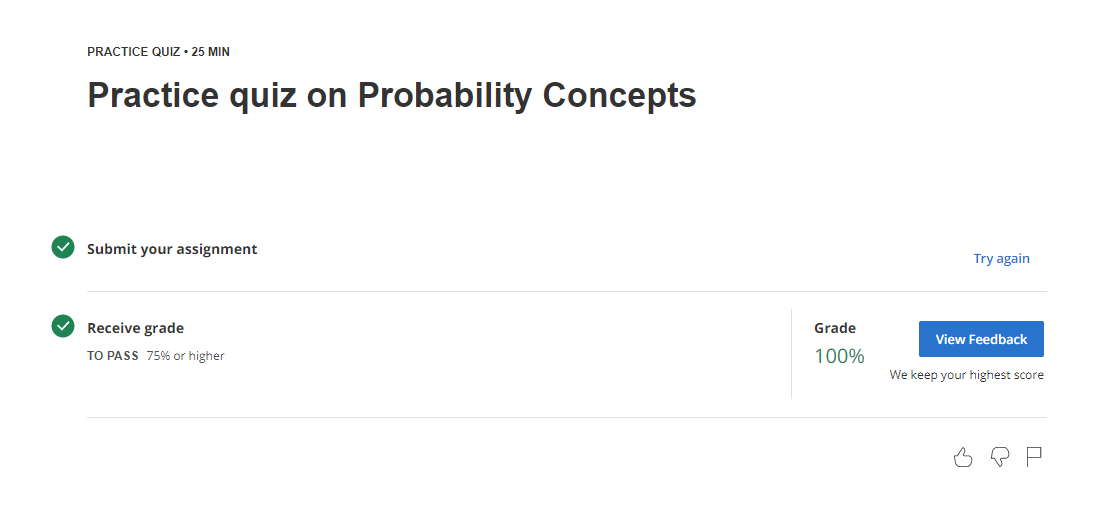 PRACTICE QUIZ • 25 MIN
Practice quiz on Probability Concepts
Submit your assignment
Try again
Receive grade
TO PASS 75% or higher
Grade
100%
View Feedback
We keep your highest score